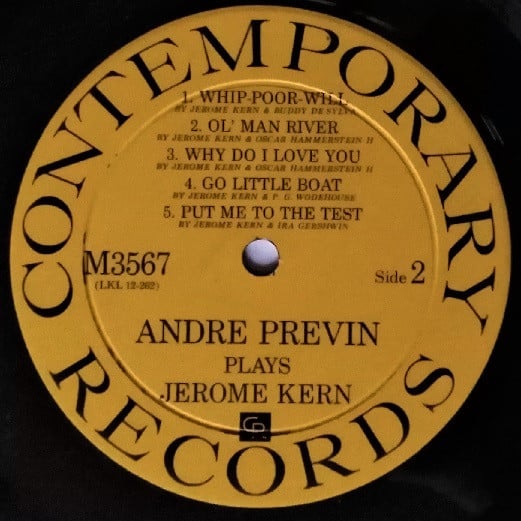 CONTEMPORARY
1. WHIP-POOR-WILL
BY JEROME KERN & BUDDY DE SYLVA
2. OL' MAN RIVER
BY JEROME KERN & OSCAR HAMMERSTEIN II
3. WHY DO I LOVE YOU
BY JEROME KERN & OSCAR HAMMERSTEIN II
4. GO LITTLE BOAT
BY JEROME KERN & P. G. WODEHOUSE
5. PUT ME TO THE TEST
BY JEROME KERN & IRA GERSHWIN
M3567
(LKL 12-262)
Side 2
ANDRE PREVIN
PLAYS
JEROME KERN
CR
RECORDS